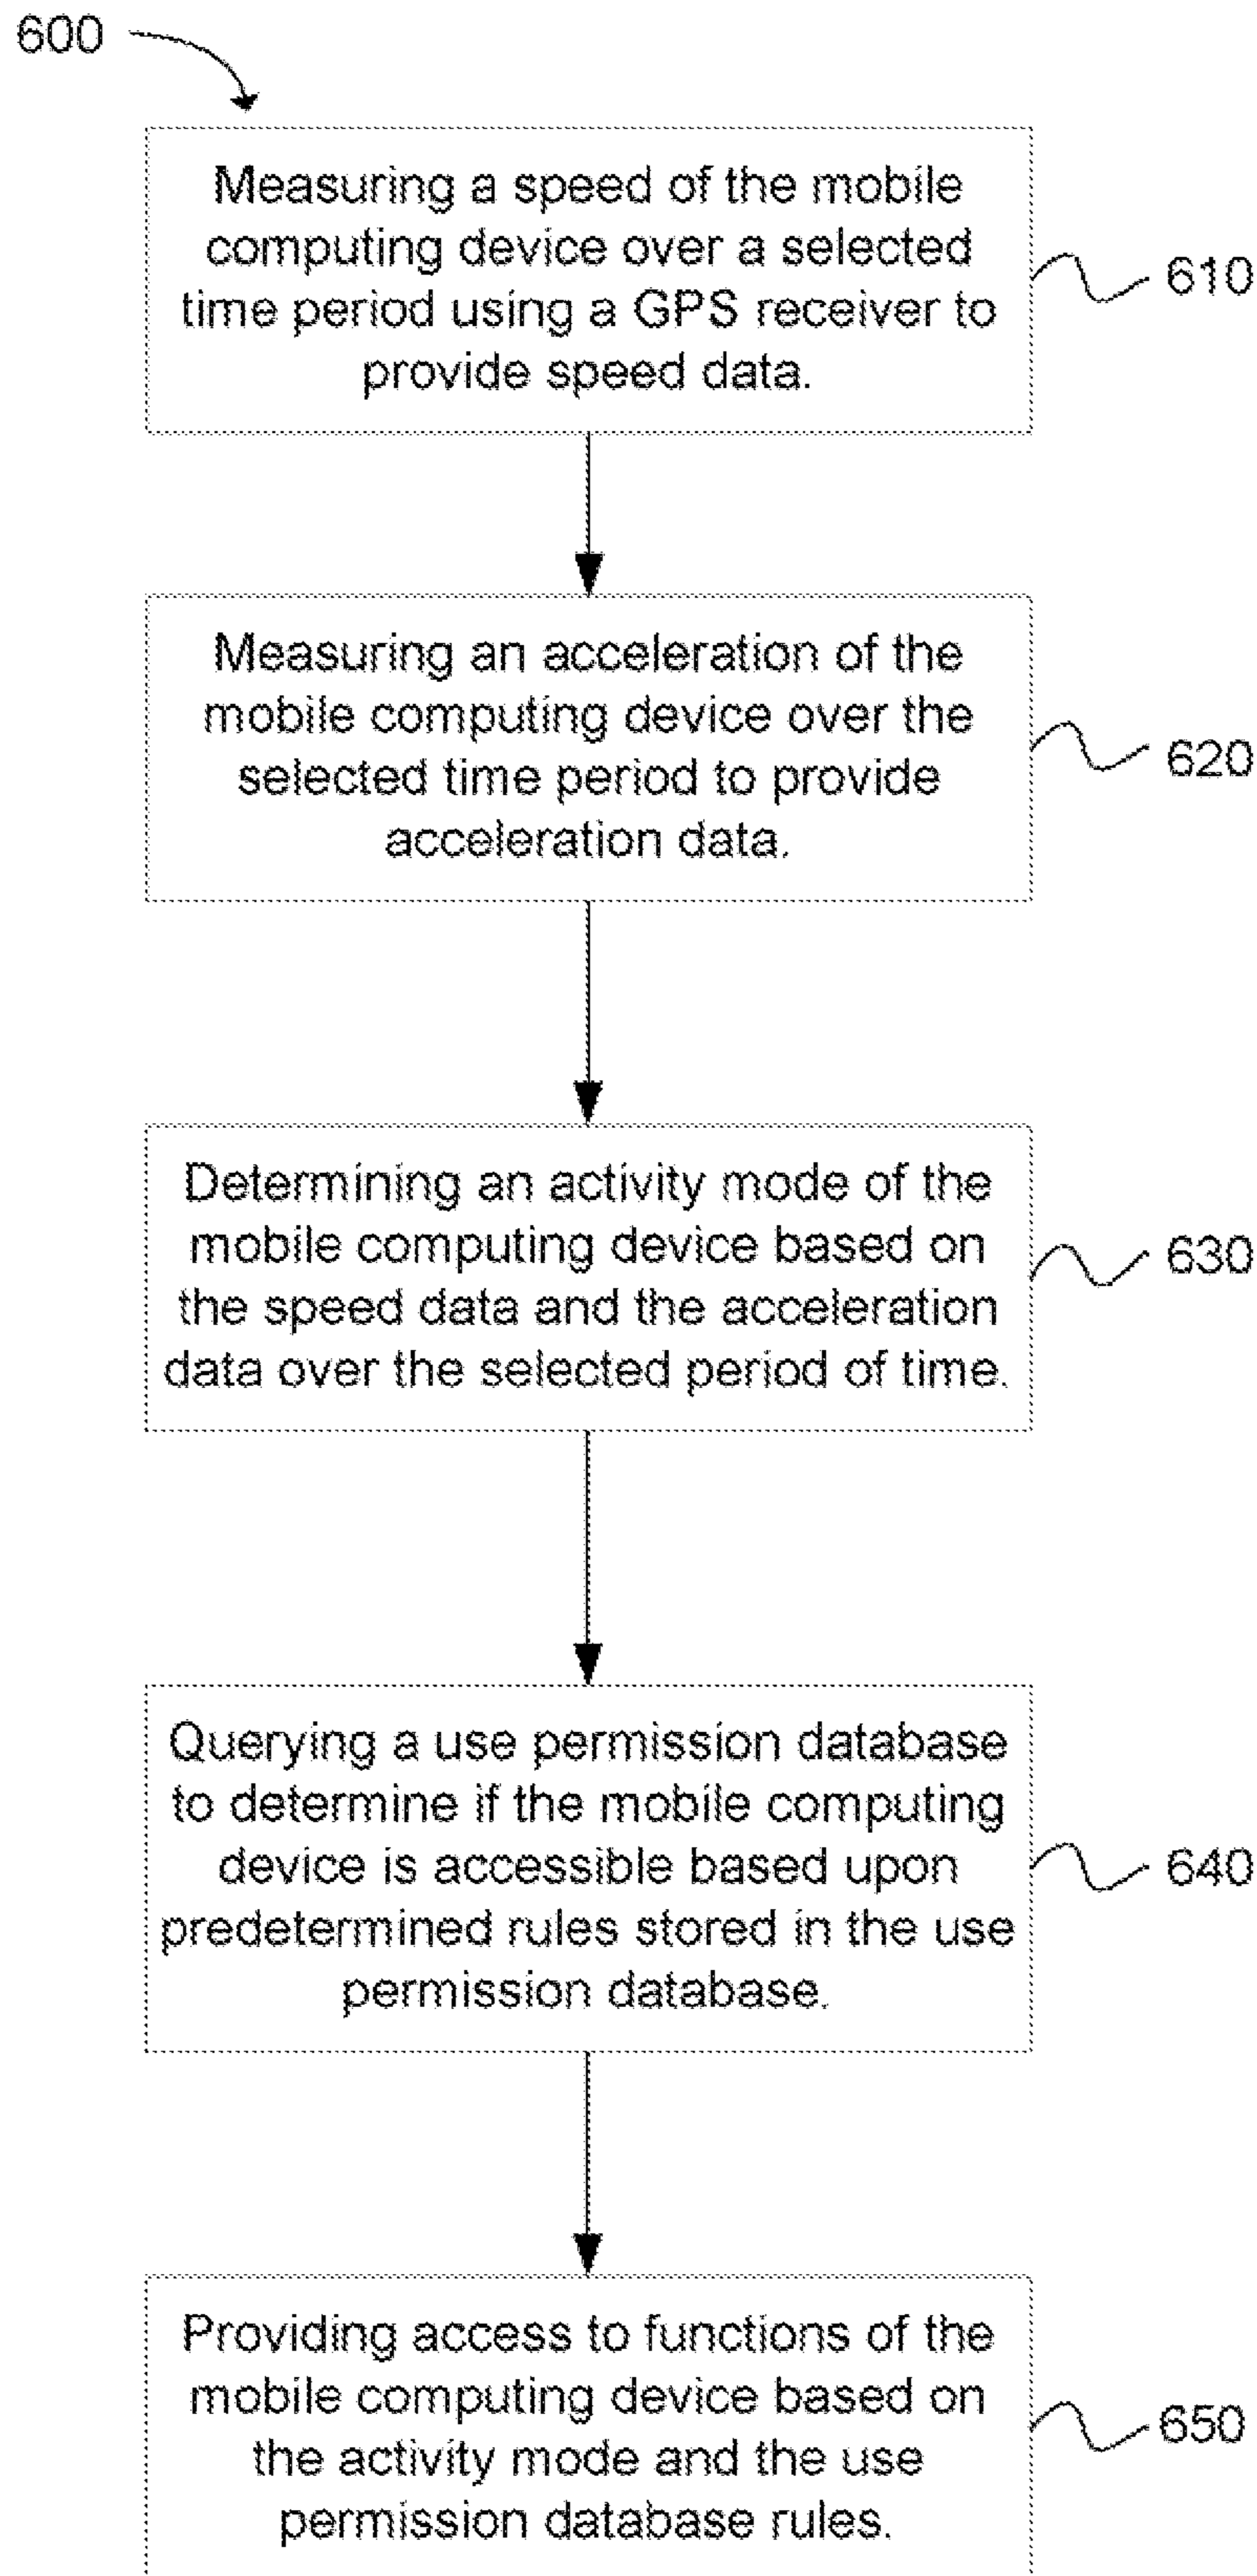 600
Measuring a speed of the mobile
computing device over a selected
time period using a GPS receiver to
provide speed data.
610
Measuring an acceleration of the
mobile computing device over the
selected time period to provide
acceleration data.
620
Determining an activity mode of the
mobile computing device based on
the speed data and the acceleration
data over the selected period of time.
630
Querying a use permission database
to determine if the mobile computing
device is accessible based upon
predetermined rules stored in the use
permission database.
640
Providing access to functions of the
mobile computing device based on
the activity mode and the use
permission database rules.
650